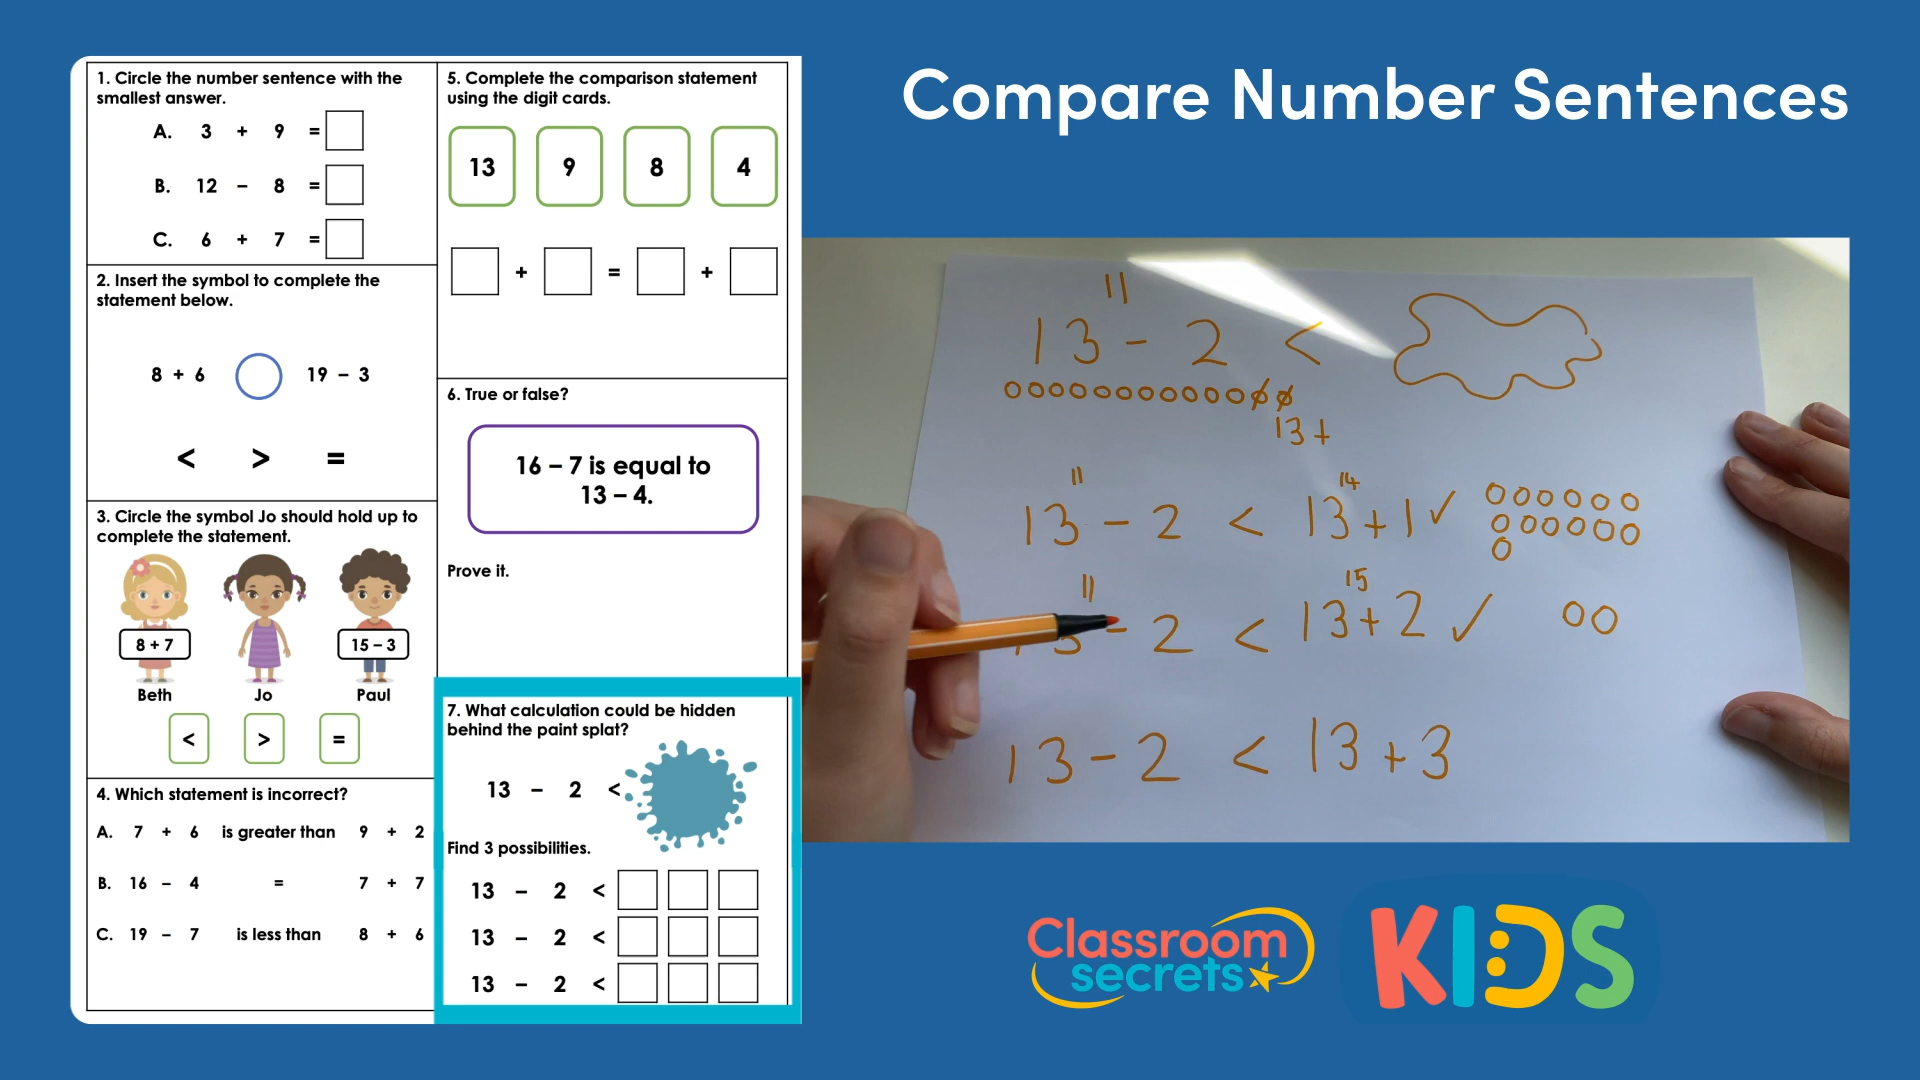 Compare Number Sentences
1. Circle the number sentence with the
smallest answer.
A. 3 + 9 =
B. 12 – 8 =
C. 6 + 7 =
2. Insert the symbol to complete the
statement below.
8 + 6 19 – 3
< > =
3. Circle the symbol Jo should hold up to
complete the statement.
8 + 7 15 – 3
Beth Jo Paul
< > =
4. Which statement is incorrect?
A. 7 + 6 is greater than 9 + 2
B. 16 – 4 = 7 + 7
C. 19 – 7 is less than 8 + 6
5. Complete the comparison statement
using the digit cards.
13 9 8 4
+ = +
6. True or false?
16 – 7 is equal to
13 – 4.
Prove it.
7. What calculation could be hidden
behind the paint splat?
13 – 2 <
Find 3 possibilities.
13 – 2 <
13 – 2 <
13 – 2 <
11
13 - 2 <
13 +
11 14
13 - 2 < 13 + 1 ✓
11 15
- 2 < 13 + 2 ✓
13 - 2 < 13 + 3
Classroom
secrets
KIDS